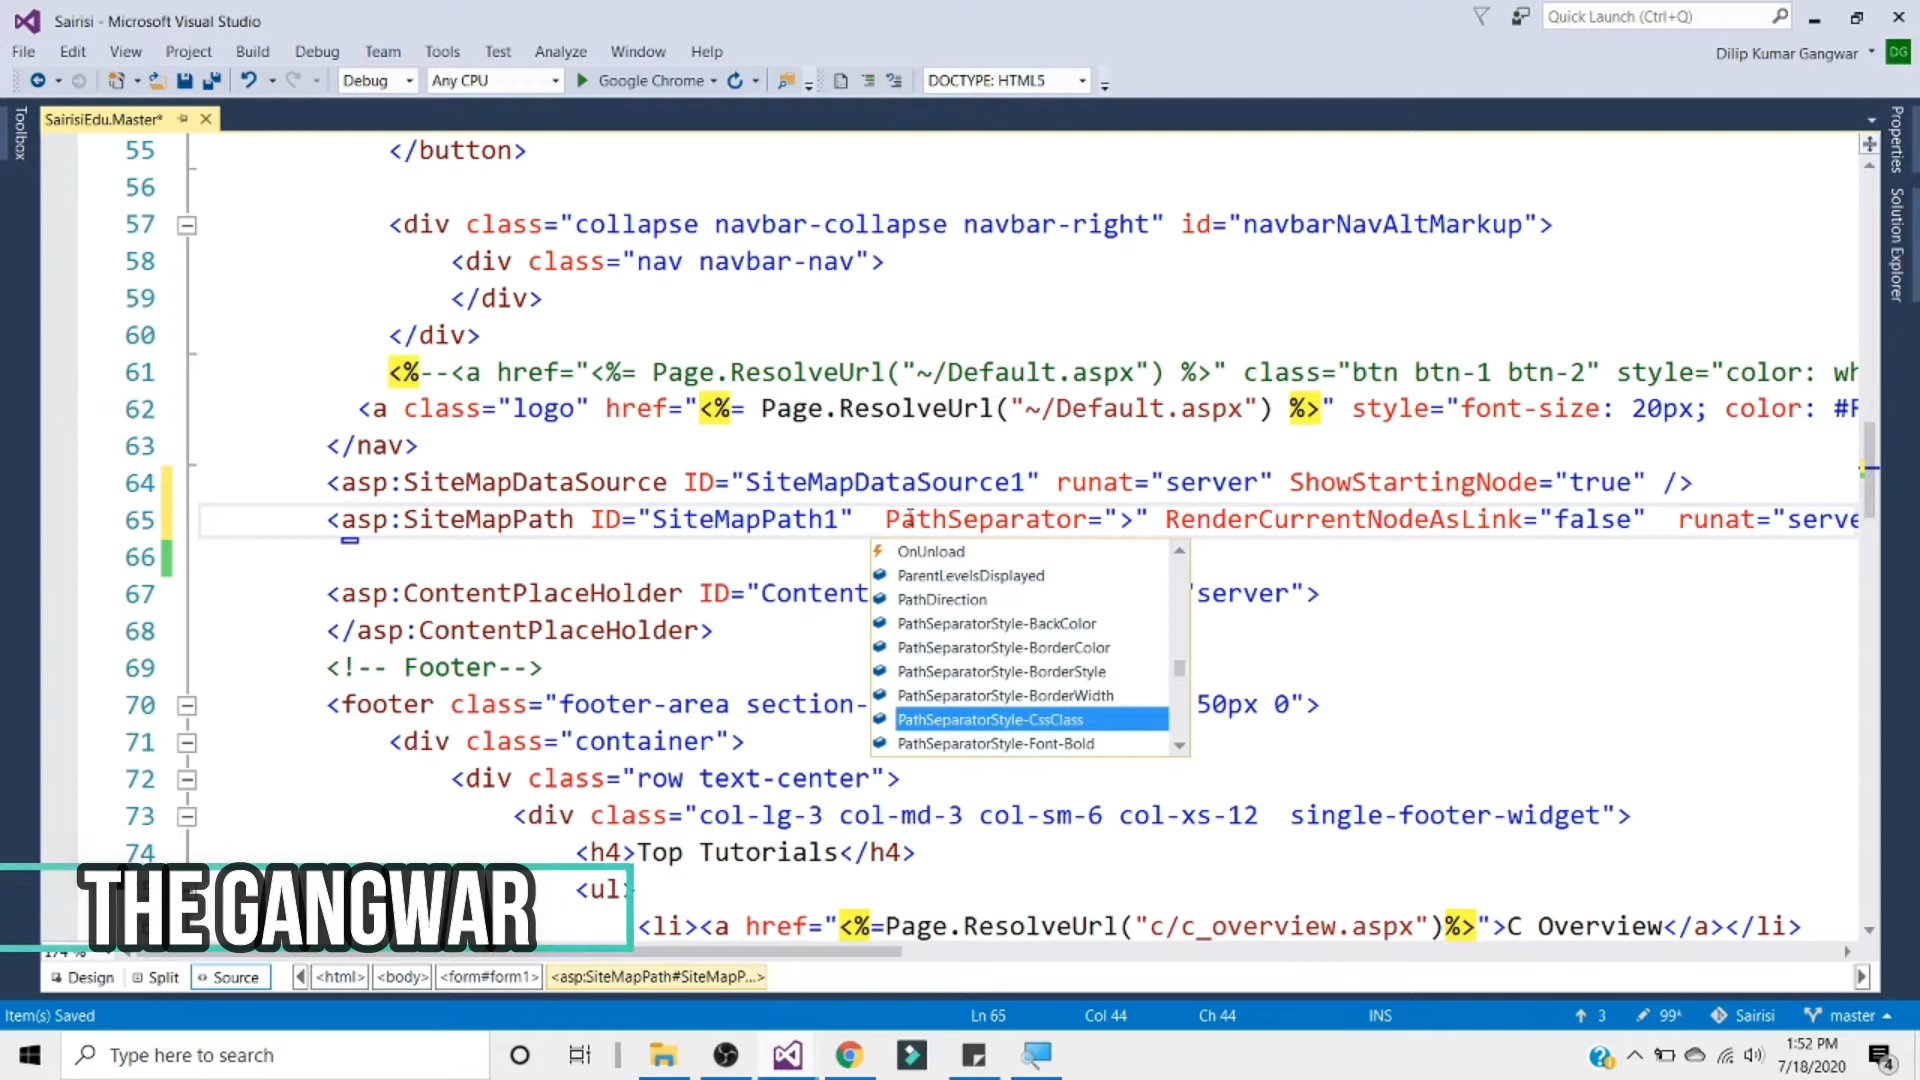 Sairisi - Microsoft Visual Studio
Quick Launch (Ctrl+Q)
File Edit View Project Build Debug Team Tools Test Analyze Window Help
Dilip Kumar Gangwar DG
Debug Any CPU Google Chrome DOCTYPE: HTML5
Toolbox
SairisiEdu.Master*
Properties
Solution Explorer
55 </button>
56
57 <div class="collapse navbar-collapse navbar-right" id="navbarNavAltMarkup">
58 <div class="nav navbar-nav">
59 </div>
60 </div>
61 <%--<a href="<%= Page.ResolveUrl("~/Default.aspx") %>" class="btn btn-1 btn-2" style="color: wh
62 <a class="logo" href="<%= Page.ResolveUrl("~/Default.aspx") %>" style="font-size: 20px; color: #F
63 </nav>
64 <asp:SiteMapDataSource ID="SiteMapDataSource1" runat="server" ShowStartingNode="true" />
65 <asp:SiteMapPath ID="SiteMapPath1" PathSeparator=">" RenderCurrentNodeAsLink="false" runat="serve
66
OnUnload
ParentLevelsDisplayed
PathDirection
PathSeparatorStyle-BackColor
PathSeparatorStyle-BorderColor
PathSeparatorStyle-BorderStyle
PathSeparatorStyle-BorderWidth
PathSeparatorStyle-CssClass
PathSeparatorStyle-Font-Bold
67 <asp:ContentPlaceHolder ID="Content "server">
68 </asp:ContentPlaceHolder>
69 <!-- Footer-->
70 <footer class="footer-area section- 50px 0">
71 <div class="container">
72 <div class="row text-center">
73 <div class="col-lg-3 col-md-3 col-sm-6 col-xs-12 single-footer-widget">
74 <h4>Top Tutorials</h4>
<ul>
<li><a href="<%=Page.ResolveUrl("c/c_overview.aspx")%>">C Overview</a></li>
THE GANGWAR
174 %
Design Split Source <html> <body> <form#form1> <asp:SiteMapPath#SiteMapP...>
Item(s) Saved Ln 65 Col 44 Ch 44 INS 3 99* Sairisi master
Type here to search
1:52 PM
7/18/2020
4